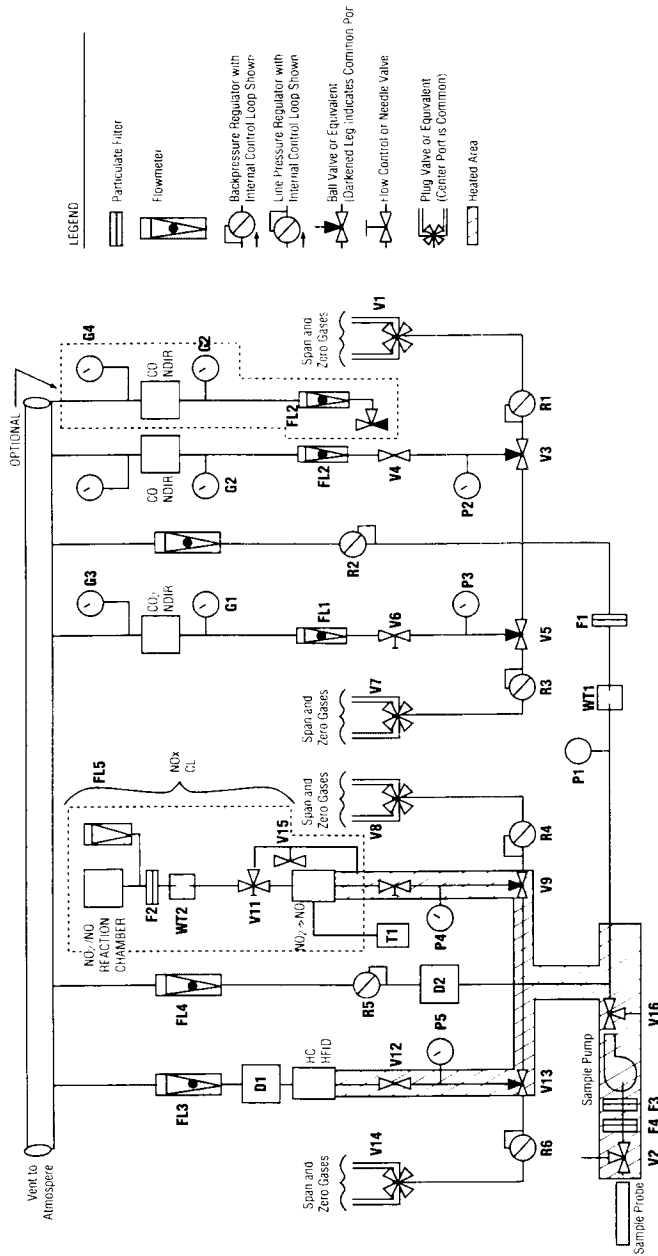 LEGEND
Particulate Filter
Flowmeter
Backpressure Regulator with
Internal Control Loop Shown
Line Pressure Regulator with
Internal Control Loop Shown
Ball Valve or Equivalent
(Darkened Leg Indicates Common Por
Flow Control or Needle Valve
Plug Valve or Equivalent
(Center Port is Common)
Heated Area
Vent to
Atmospere
OPTIONAL
G4
CO
NDIR
G2
FL2
CO
NDIR
G2
FL2
V4
P2
V3
Span and
Zero Gases
V1
R1
R2
G3
CO2
NDIR
G1
FL1
V6
P3
V5
R3
Span and
Zero Gases
V7
F1
WT1
P1
NOx
CL
FL5
NO2/NO
REACTION
CHAMBER
F2
WT2
V11
V15
NO2→NO
T1
P4
V9
R4
Span and
Zero Gases
V8
FL4
R5
D2
FL3
D1
HC
HFID
V12
P5
V13
R6
Span and
Zero Gases
V14
Sample Pump
V16
F3
F4
V2
Sample Probe